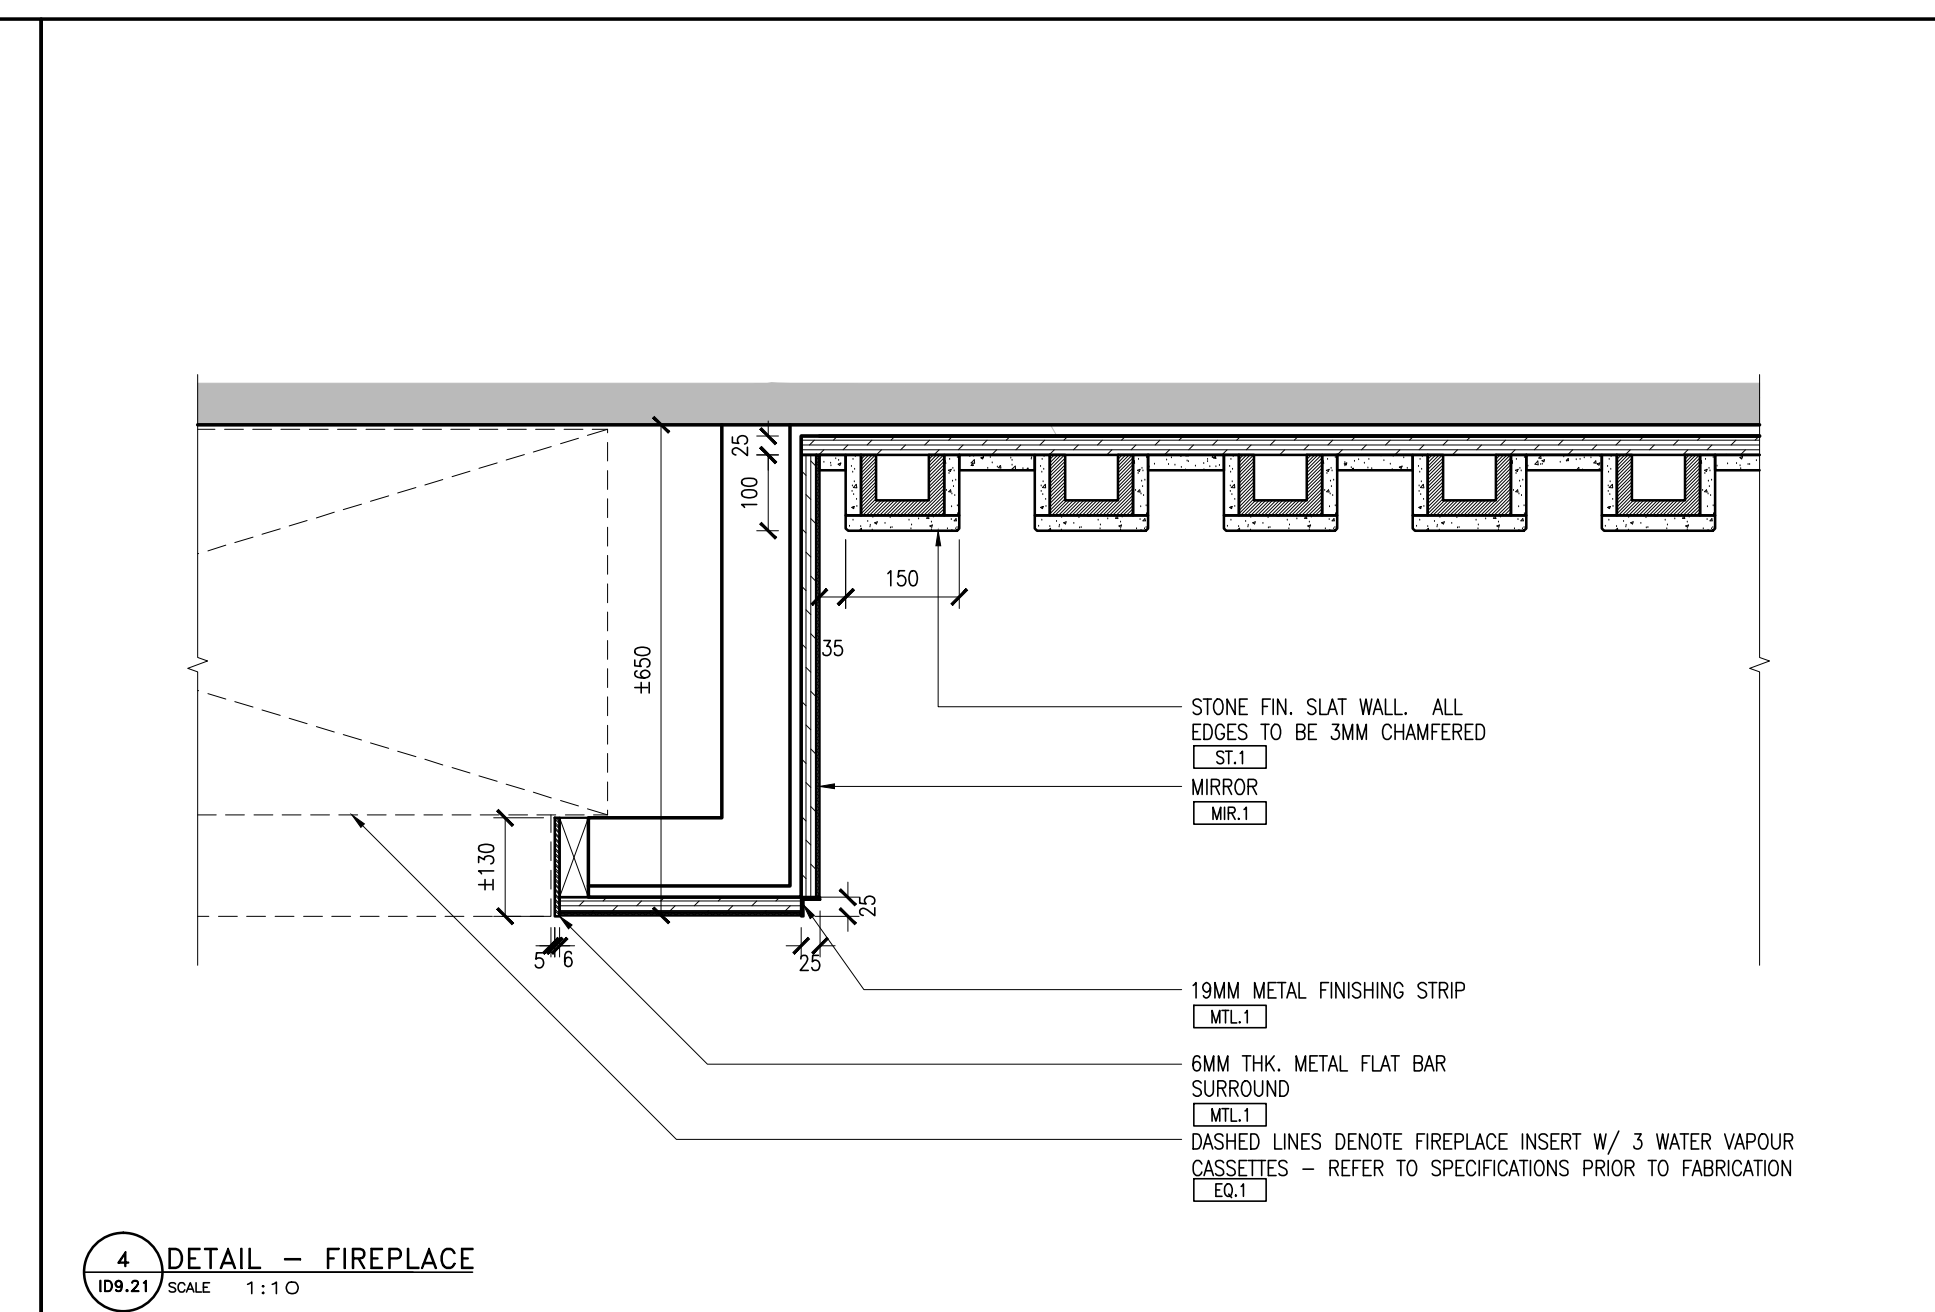 25
100
150
±650
35
STONE FIN. SLAT WALL. ALL
EDGES TO BE 3MM CHAMFERED
ST.1
MIRROR
MIR.1
±130
25
5
6
25
19MM METAL FINISHING STRIP
MTL.1
6MM THK. METAL FLAT BAR
SURROUND
MTL.1
DASHED LINES DENOTE FIREPLACE INSERT W/ 3 WATER VAPOUR
CASSETTES – REFER TO SPECIFICATIONS PRIOR TO FABRICATION
EQ.1
4
ID9.21
DETAIL – FIREPLACE
SCALE 1:10